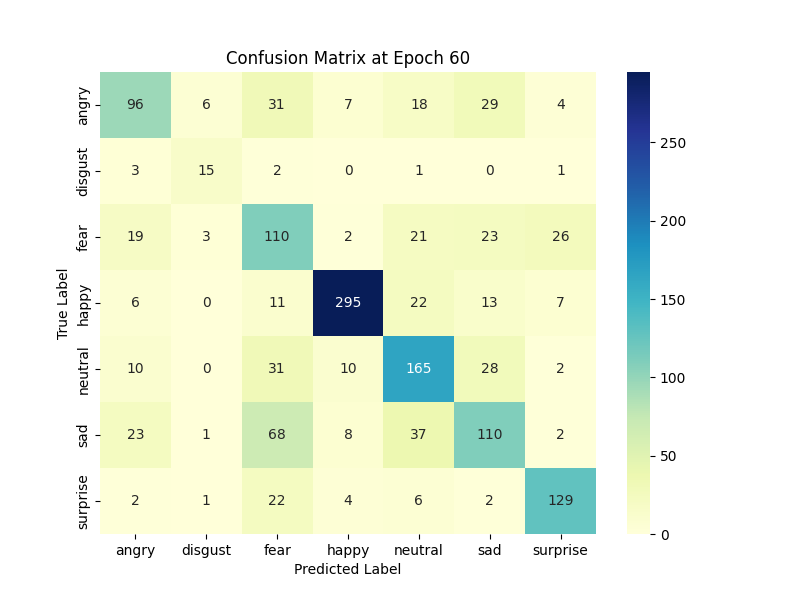 Confusion Matrix at Epoch 60
True Label
angry 96 6 31 7 18 29 4
disgust 3 15 2 0 1 0 1
fear 19 3 110 2 21 23 26
happy 6 0 11 295 22 13 7
neutral 10 0 31 10 165 28 2
sad 23 1 68 8 37 110 2
surprise 2 1 22 4 6 2 129
angry disgust fear happy neutral sad surprise
Predicted Label
250
200
150
100
50
0